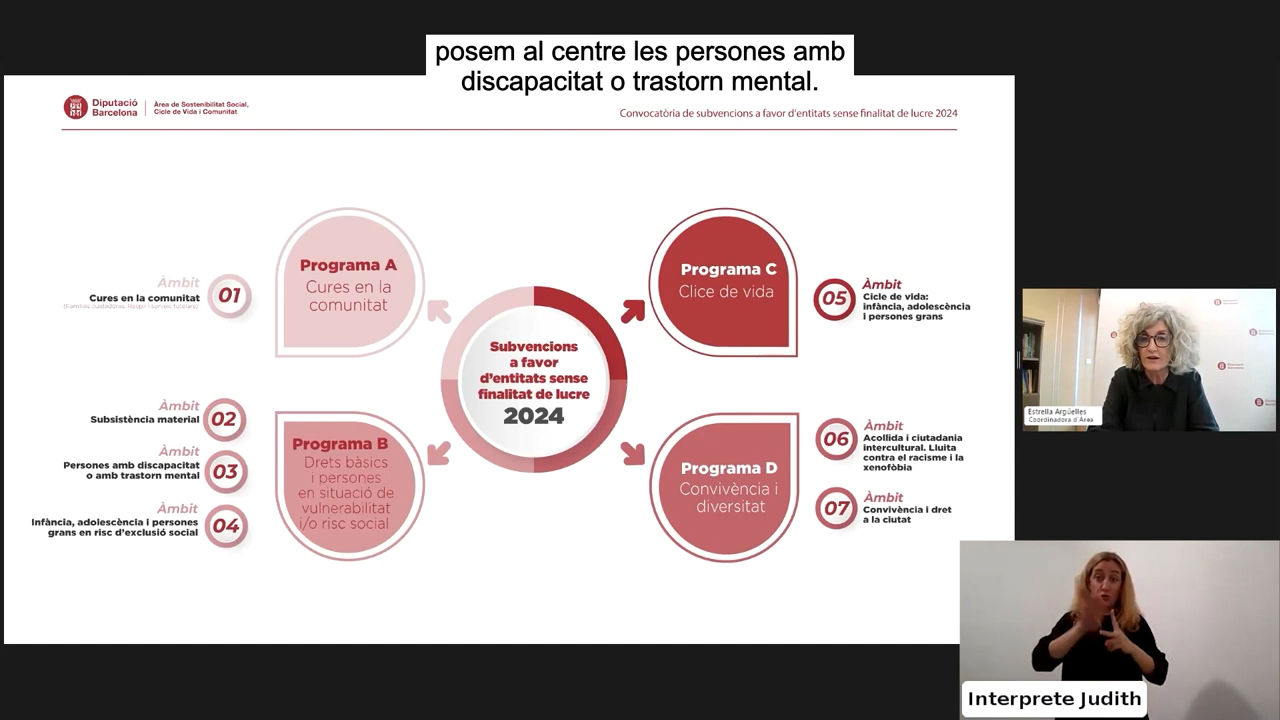 posem al centre les persones amb
discapacitat o trastorn mental.
Diputació
Barcelona
Àrea de Sostenibilitat Social,
Cicle de Vida i Comunitat
Convocatòria de subvencions a favor d'entitats sense finalitat de lucre 2024
Àmbit
Cures en la comunitat
01
Programa A
Cures en la
comunitat
Programa C
Clice de vida
05
Àmbit
Cicle de vida:
infància, adolescència
i persones grans
Subvencions
a favor
d'entitats sense
finalitat de lucre
2024
Àmbit
Subsistència material
02
Àmbit
Persones amb discapacitat
o amb trastorn mental
03
Àmbit
Infància, adolescència i persones
grans en risc d'exclusió social
04
Programa B
Drets bàsics
i persones
en situació de
vulnerabilitat
i/o risc social
Programa D
Convivència i
diversitat
06
Àmbit
Acollida i ciutadania
intercultural. Lluita
contra el racisme i la
xenofòbia
07
Àmbit
Convivència i dret
a la ciutat
Estrella Argüelles
Coordinadora d'Àrea
Interprete Judith